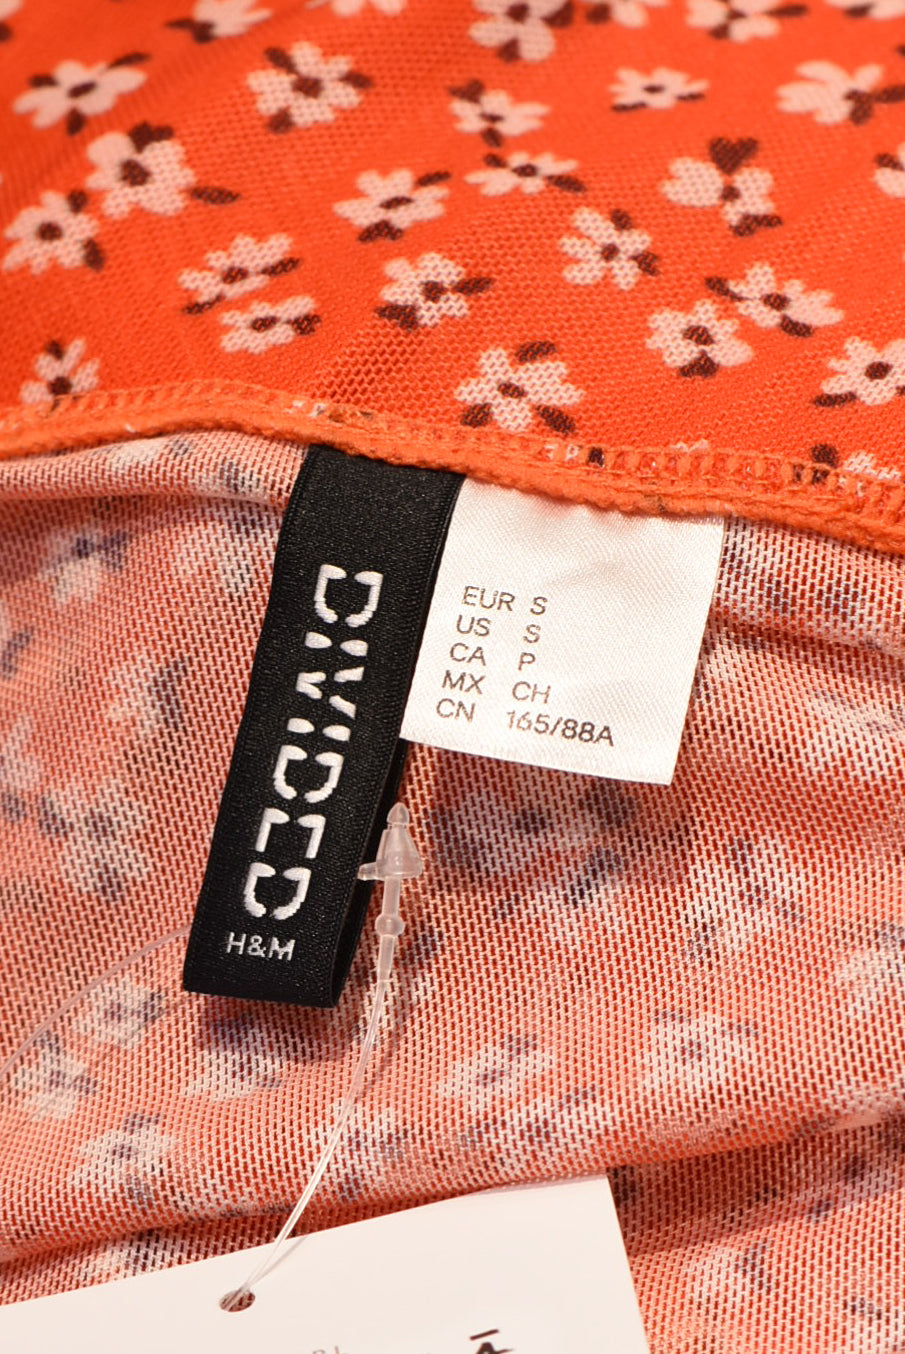 DIVIDED
H&M
EUR S
US S
CA P
MX CH
CN 165/88A